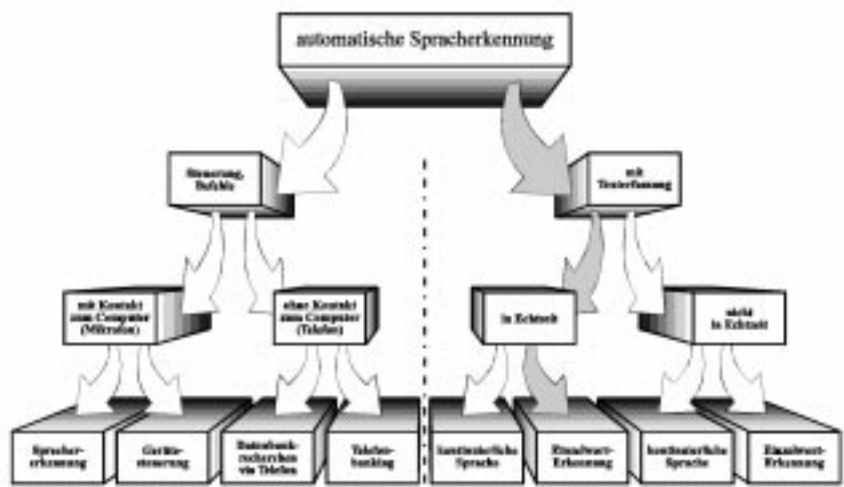 automatische Spracherkennung
Steuerung,
Befehle
mit
Texterfassung
mit Kontakt
zum Computer
(Mikrofon)
ohne Kontakt
zum Computer
(Telefon)
in Echtzeit
nicht
in Echtzeit
Sprecher-
erkennung
Geräte-
steuerung
Datenbank-
recherchen
via Telefon
Telefon-
banking
kontinuierliche
Sprache
Einzelwort-
Erkennung
kontinuierliche
Sprache
Einzelwort-
Erkennung